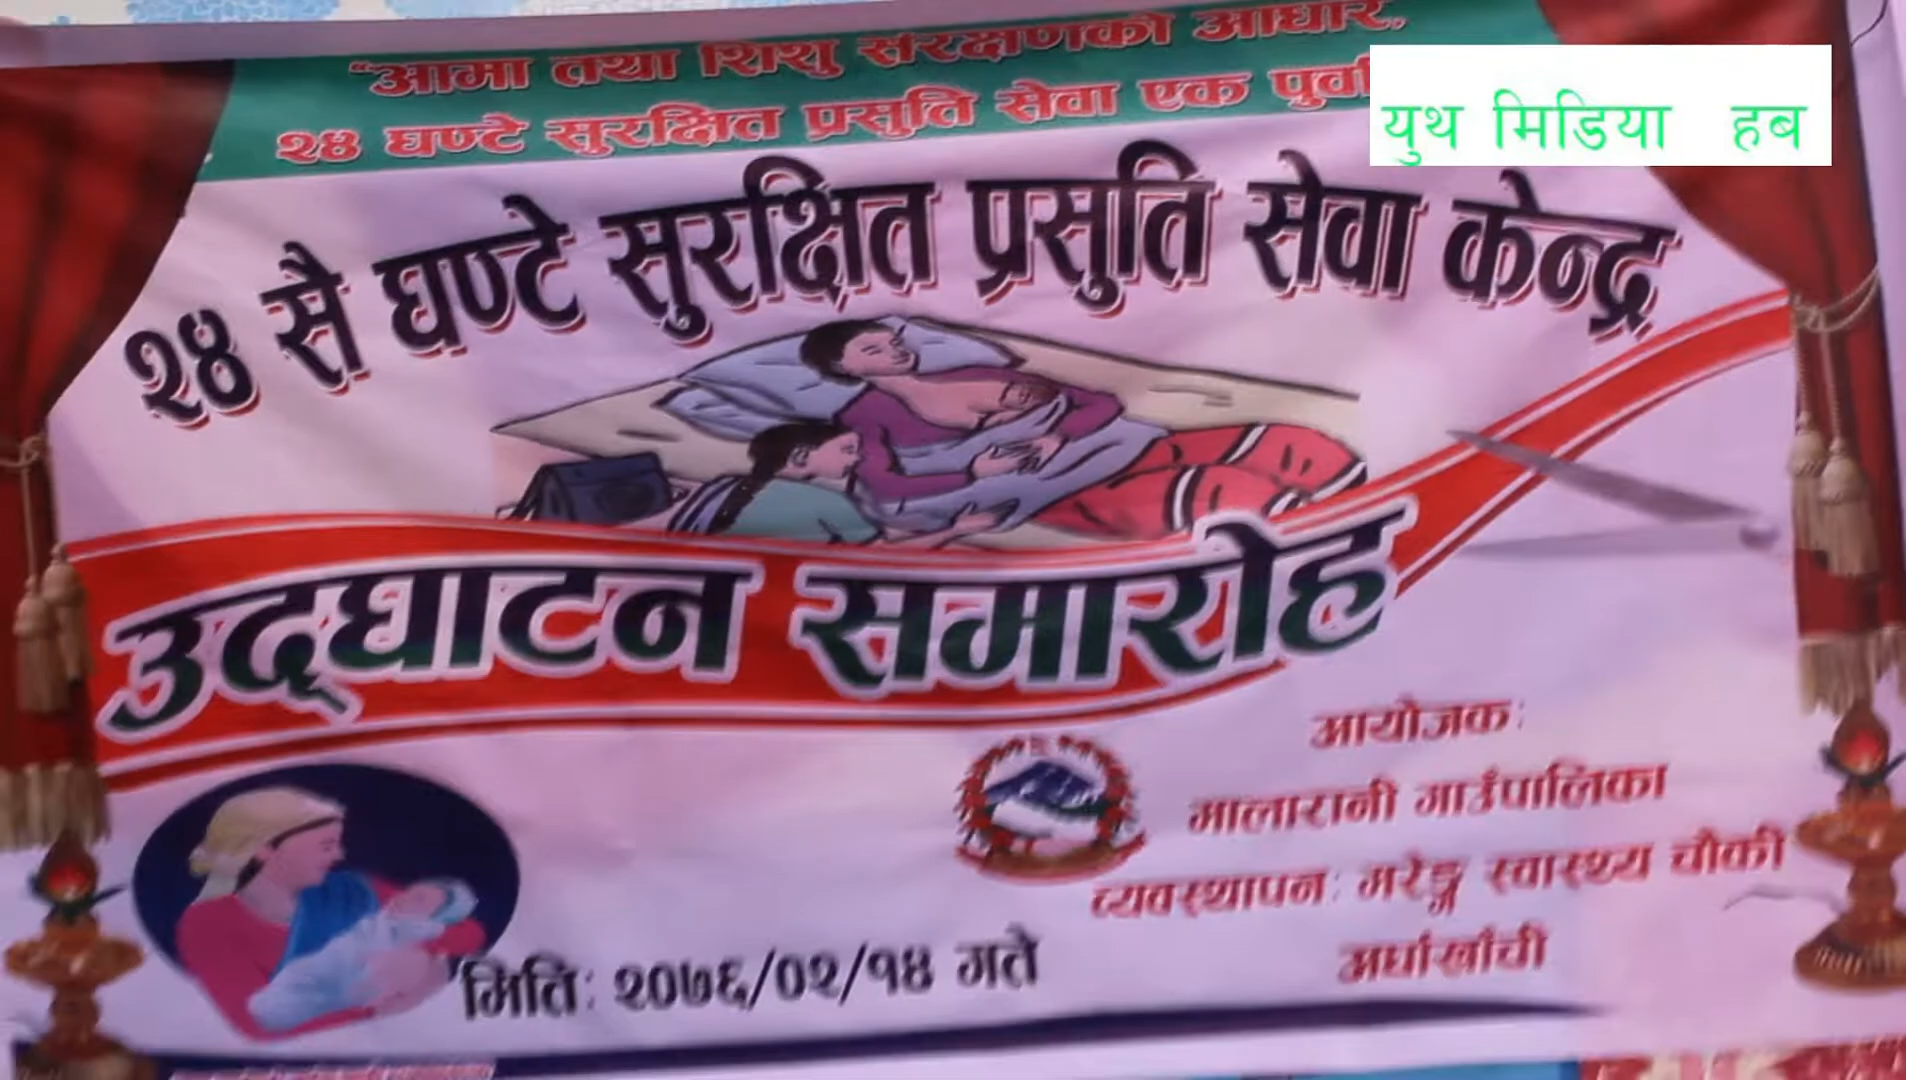 "आमा तथा शिशु संरक्षणको आधार,
२४ घण्टे सुरक्षित प्रसुति सेवा एक
युथ मिडिया हब
२४ सै घण्टे सुरक्षित प्रसुति सेवा केन्द्र
उद्‌घाटन समारोह
आयोजकः
मालारानी गाउँपालिका
व्यवस्थापनः मरेङ्ग स्वास्थ्य चौकी
अर्घाखाँची
मितिः २०७६/०२/१४ गते